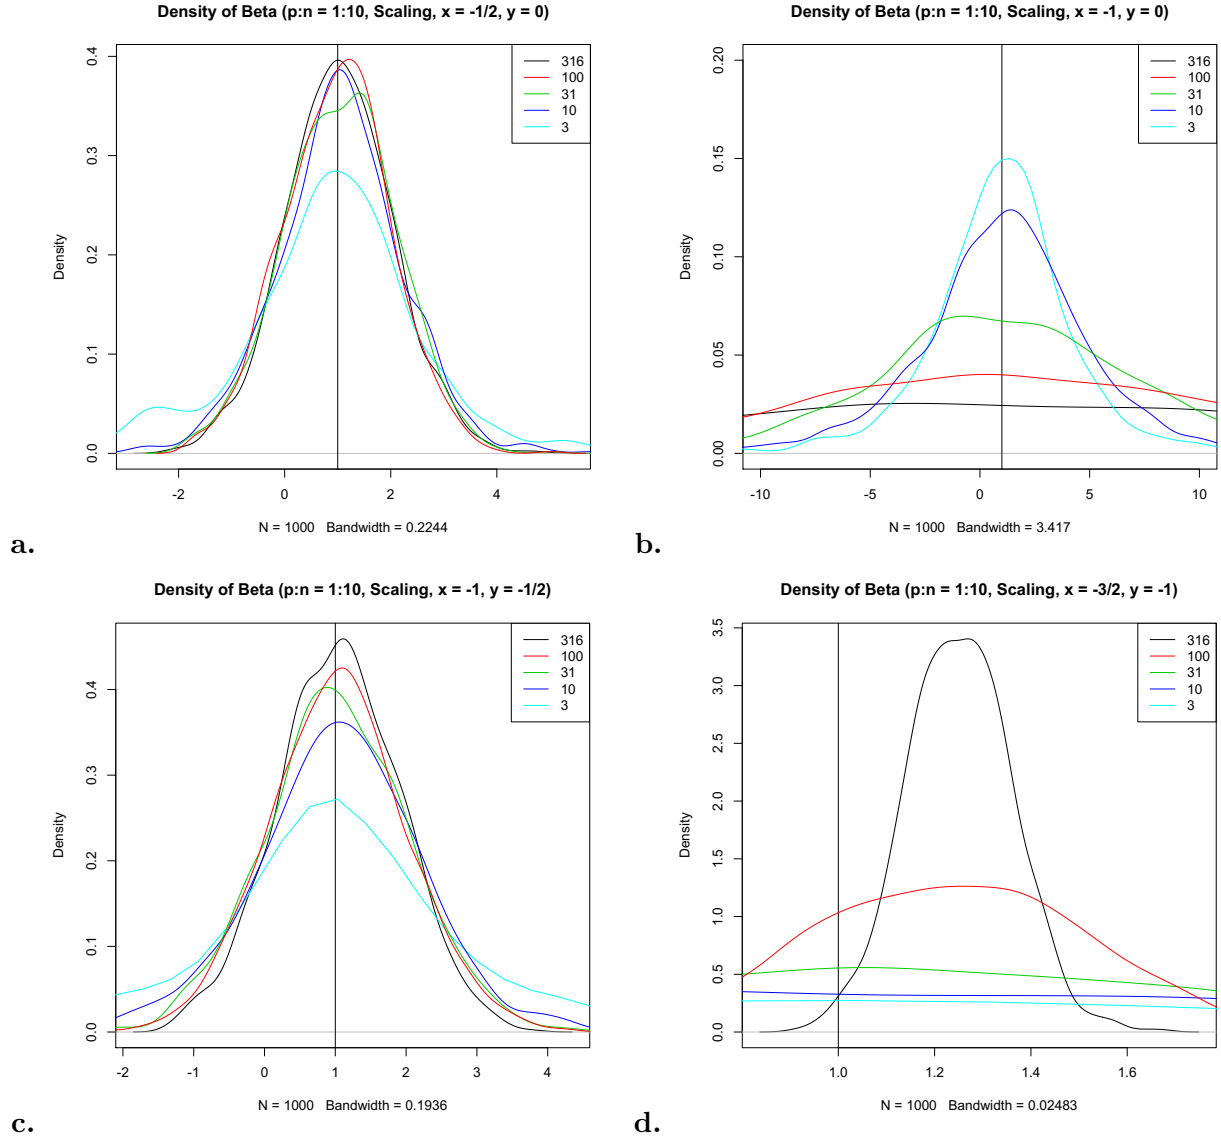 Density of Beta (p:n = 1:10, Scaling, x = -1/2, y = 0)
Density
0.0 0.1 0.2 0.3 0.4
316
100
31
10
3
-2 0 2 4
N = 1000 Bandwidth = 0.2244
a.
Density of Beta (p:n = 1:10, Scaling, x = -1, y = 0)
Density
0.00 0.05 0.10 0.15 0.20
316
100
31
10
3
-10 -5 0 5 10
N = 1000 Bandwidth = 3.417
b.
Density of Beta (p:n = 1:10, Scaling, x = -1, y = -1/2)
Density
0.0 0.1 0.2 0.3 0.4
316
100
31
10
3
-2 -1 0 1 2 3 4
N = 1000 Bandwidth = 0.1936
c.
Density of Beta (p:n = 1:10, Scaling, x = -3/2, y = -1)
Density
0.0 0.5 1.0 1.5 2.0 2.5 3.0 3.5
316
100
31
10
3
1.0 1.2 1.4 1.6
N = 1000 Bandwidth = 0.02483
d.